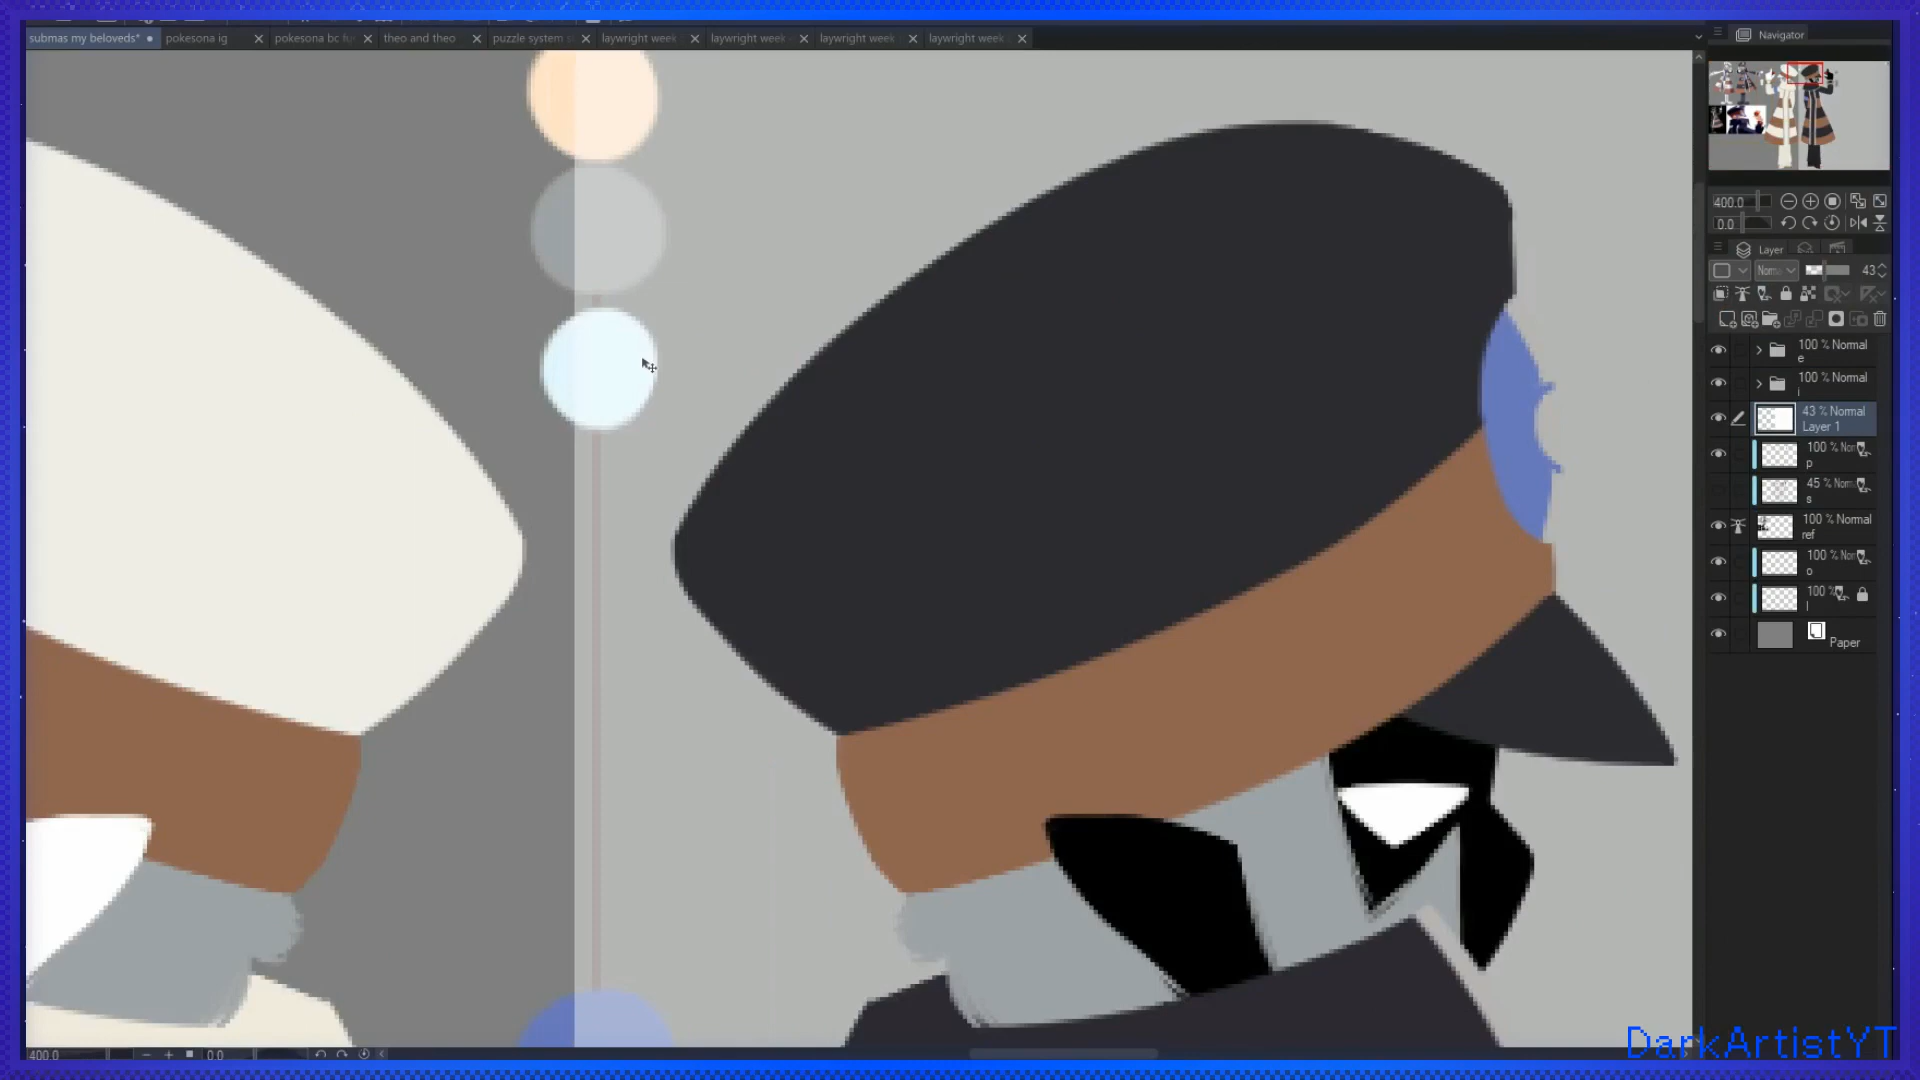 submas my beloveds*
pokesona ig
pokesona bc
theo and theo
puzzle system
laywright week
laywright week
laywright week
laywright week
Navigator
400.0
0.0
Layer
43
100 % Normal
e
100 % Normal
i
43 % Normal
Layer 1
100 %
p
45 %
s
100 % Normal
ref
100 %
o
100 %
l
Paper
400.0
0.0
DarkArtistYT